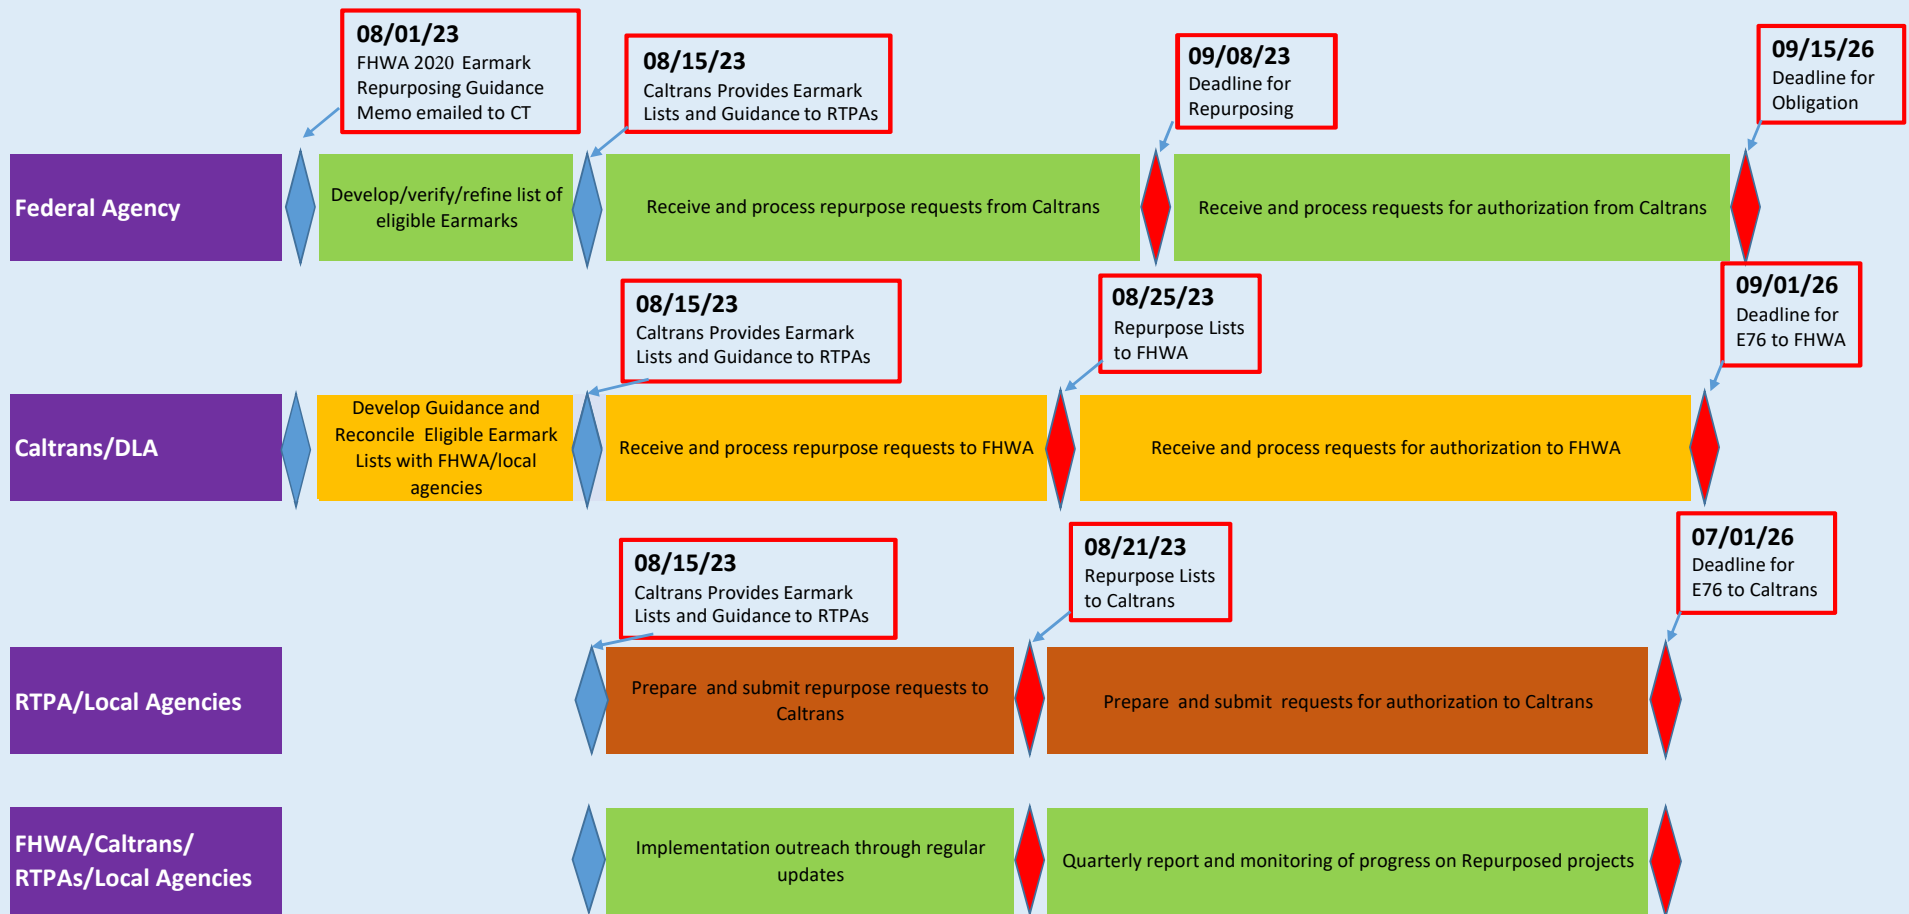 08/01/23
FHWA 2020 Earmark
Repurposing Guidance
Memo emailed to CT
08/15/23
Caltrans Provides Earmark
Lists and Guidance to RTPAs
09/08/23
Deadline for
Repurposing
09/15/26
Deadline for
Obligation
Federal Agency
Develop/verify/refine list of
eligible Earmarks
Receive and process repurpose requests from Caltrans
Receive and process requests for authorization from Caltrans
08/15/23
Caltrans Provides Earmark
Lists and Guidance to RTPAs
08/25/23
Repurpose Lists
to FHWA
09/01/26
Deadline for
E76 to FHWA
Caltrans/DLA
Develop Guidance and
Reconcile Eligible Earmark
Lists with FHWA/local
agencies
Receive and process repurpose requests to FHWA
Receive and process requests for authorization to FHWA
08/15/23
Caltrans Provides Earmark
Lists and Guidance to RTPAs
08/21/23
Repurpose Lists
to Caltrans
07/01/26
Deadline for
E76 to Caltrans
RTPA/Local Agencies
Prepare and submit repurpose requests to
Caltrans
Prepare and submit requests for authorization to Caltrans
FHWA/Caltrans/
RTPAs/Local Agencies
Implementation outreach through regular
updates
Quarterly report and monitoring of progress on Repurposed projects